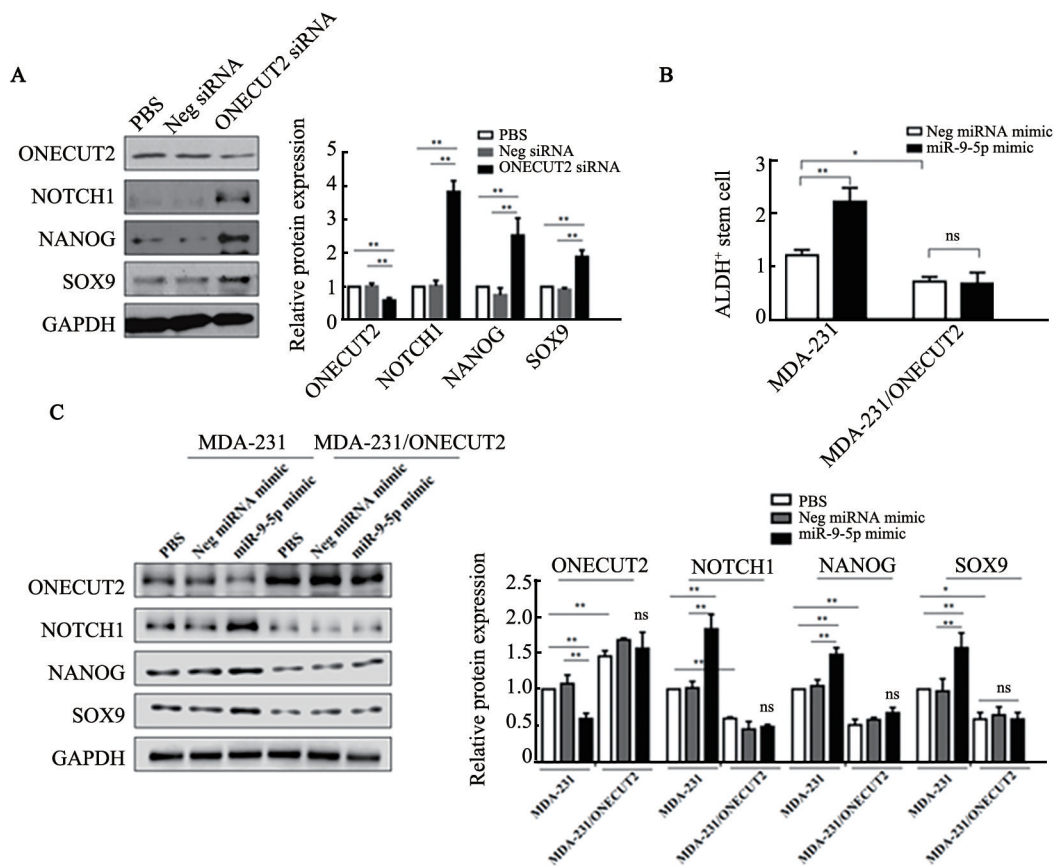 A
PBS
Neg siRNA
ONECUT2 siRNA
ONECUT2
NOTCH1
NANOG
SOX9
GAPDH
Relative protein expression
PBS
Neg siRNA
ONECUT2 siRNA
5
4
3
2
1
0
**
**
**
**
**
**
**
**
ONECUT2
NOTCH1
NANOG
SOX9
B
Neg miRNA mimic
miR-9-5p mimic
ALDH⁺ stem cell
3
2
1
0
*
**
ns
MDA-231
MDA-231/ONECUT2
C
MDA-231
MDA-231/ONECUT2
PBS
Neg miRNA mimic
miR-9-5p mimic
PBS
Neg miRNA mimic
miR-9-5p mimic
ONECUT2
NOTCH1
NANOG
SOX9
GAPDH
PBS
Neg miRNA mimic
miR-9-5p mimic
Relative protein expression
ONECUT2
NOTCH1
NANOG
SOX9
2.5
2.0
1.5
1.0
0.5
0
**
**
**
ns
**
**
**
ns
**
**
**
ns
*
**
**
ns
MDA-231
MDA-231/ONECUT2
MDA-231
MDA-231/ONECUT2
MDA-231
MDA-231/ONECUT2
MDA-231
MDA-231/ONECUT2